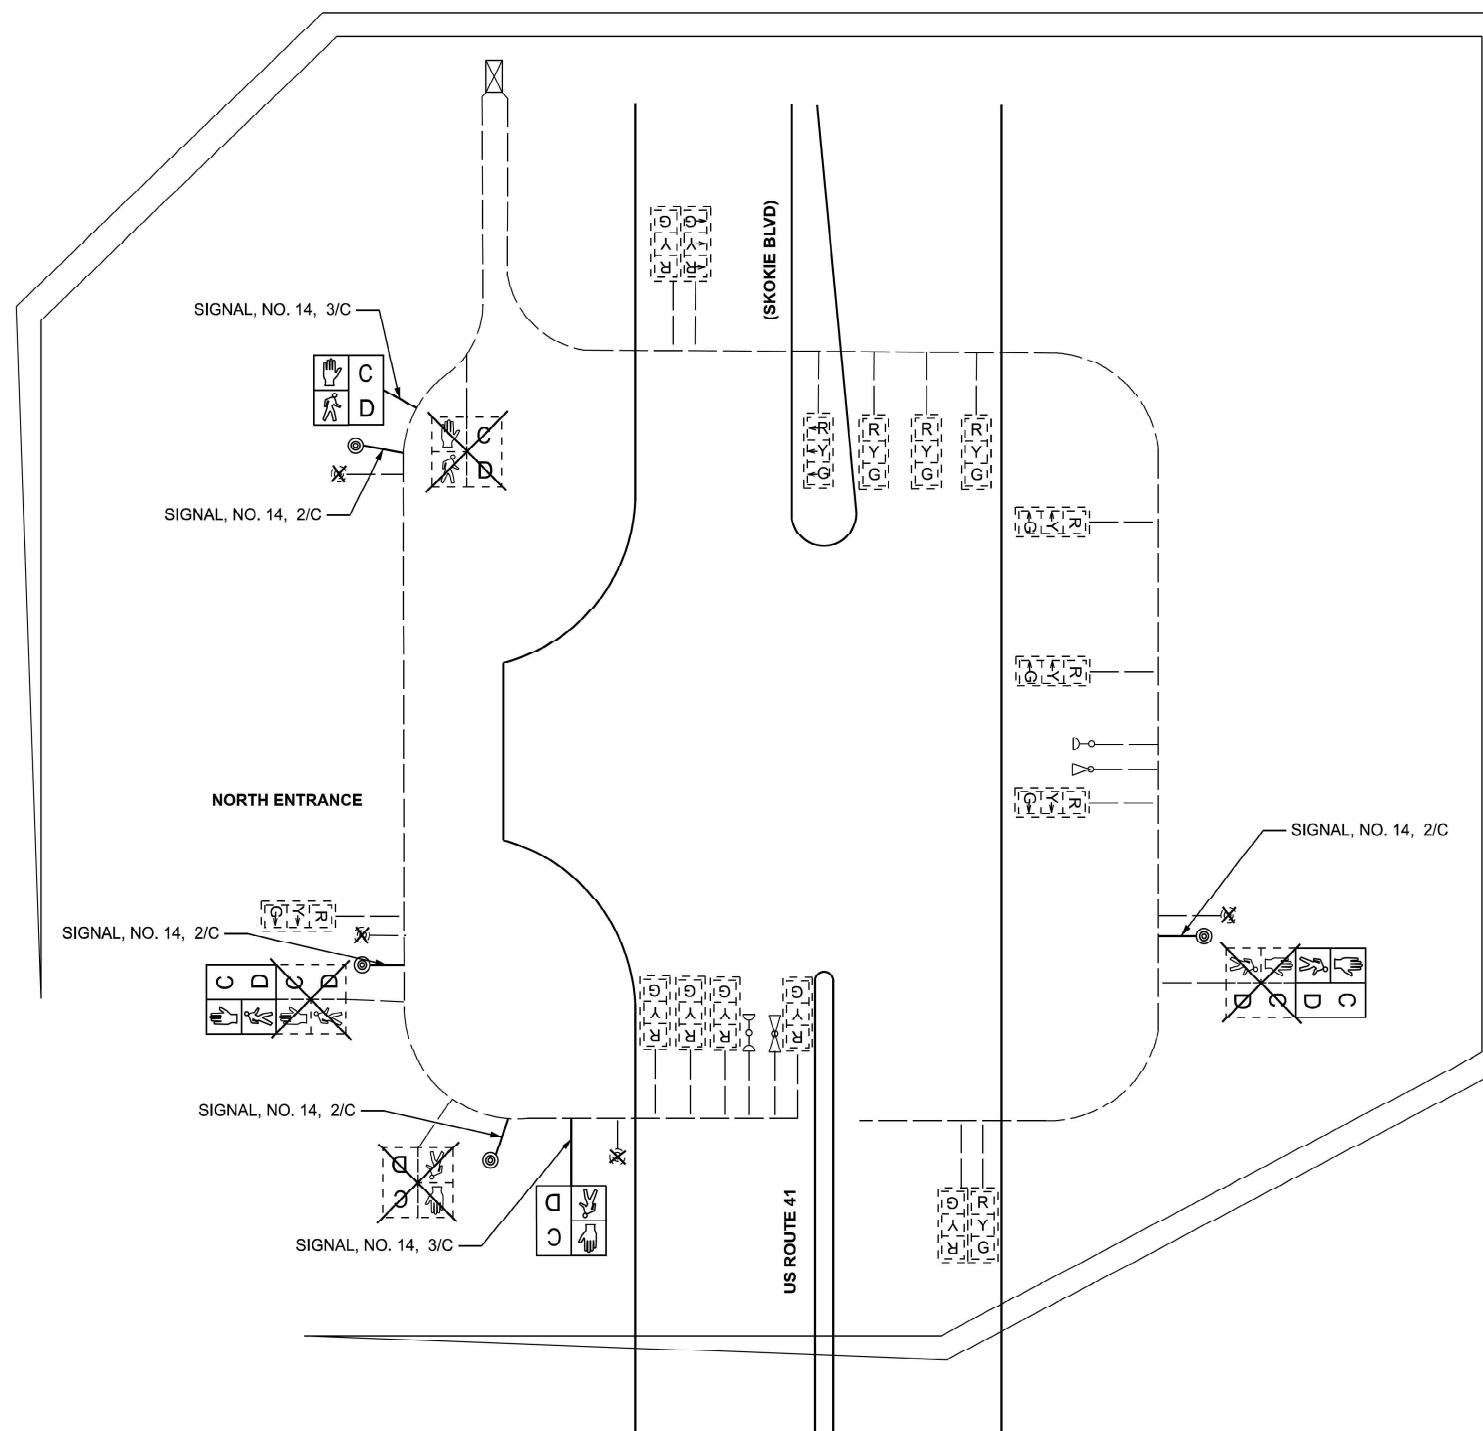 G G
Y Y
R R
(SKOKIE BLVD)
SIGNAL, NO. 14, 3/C
C
D
C
D
R R R R
Y Y Y Y
G G G G
SIGNAL, NO. 14, 2/C
G Y R
G Y R
NORTH ENTRANCE
G Y R
SIGNAL, NO. 14, 2/C
G Y R
SIGNAL, NO. 14, 2/C
C D C D
D C D C
G G G G
Y Y Y Y
R R R R
SIGNAL, NO. 14, 2/C
D
C
D
C
SIGNAL, NO. 14, 3/C
US ROUTE 41
G R
Y Y
R G